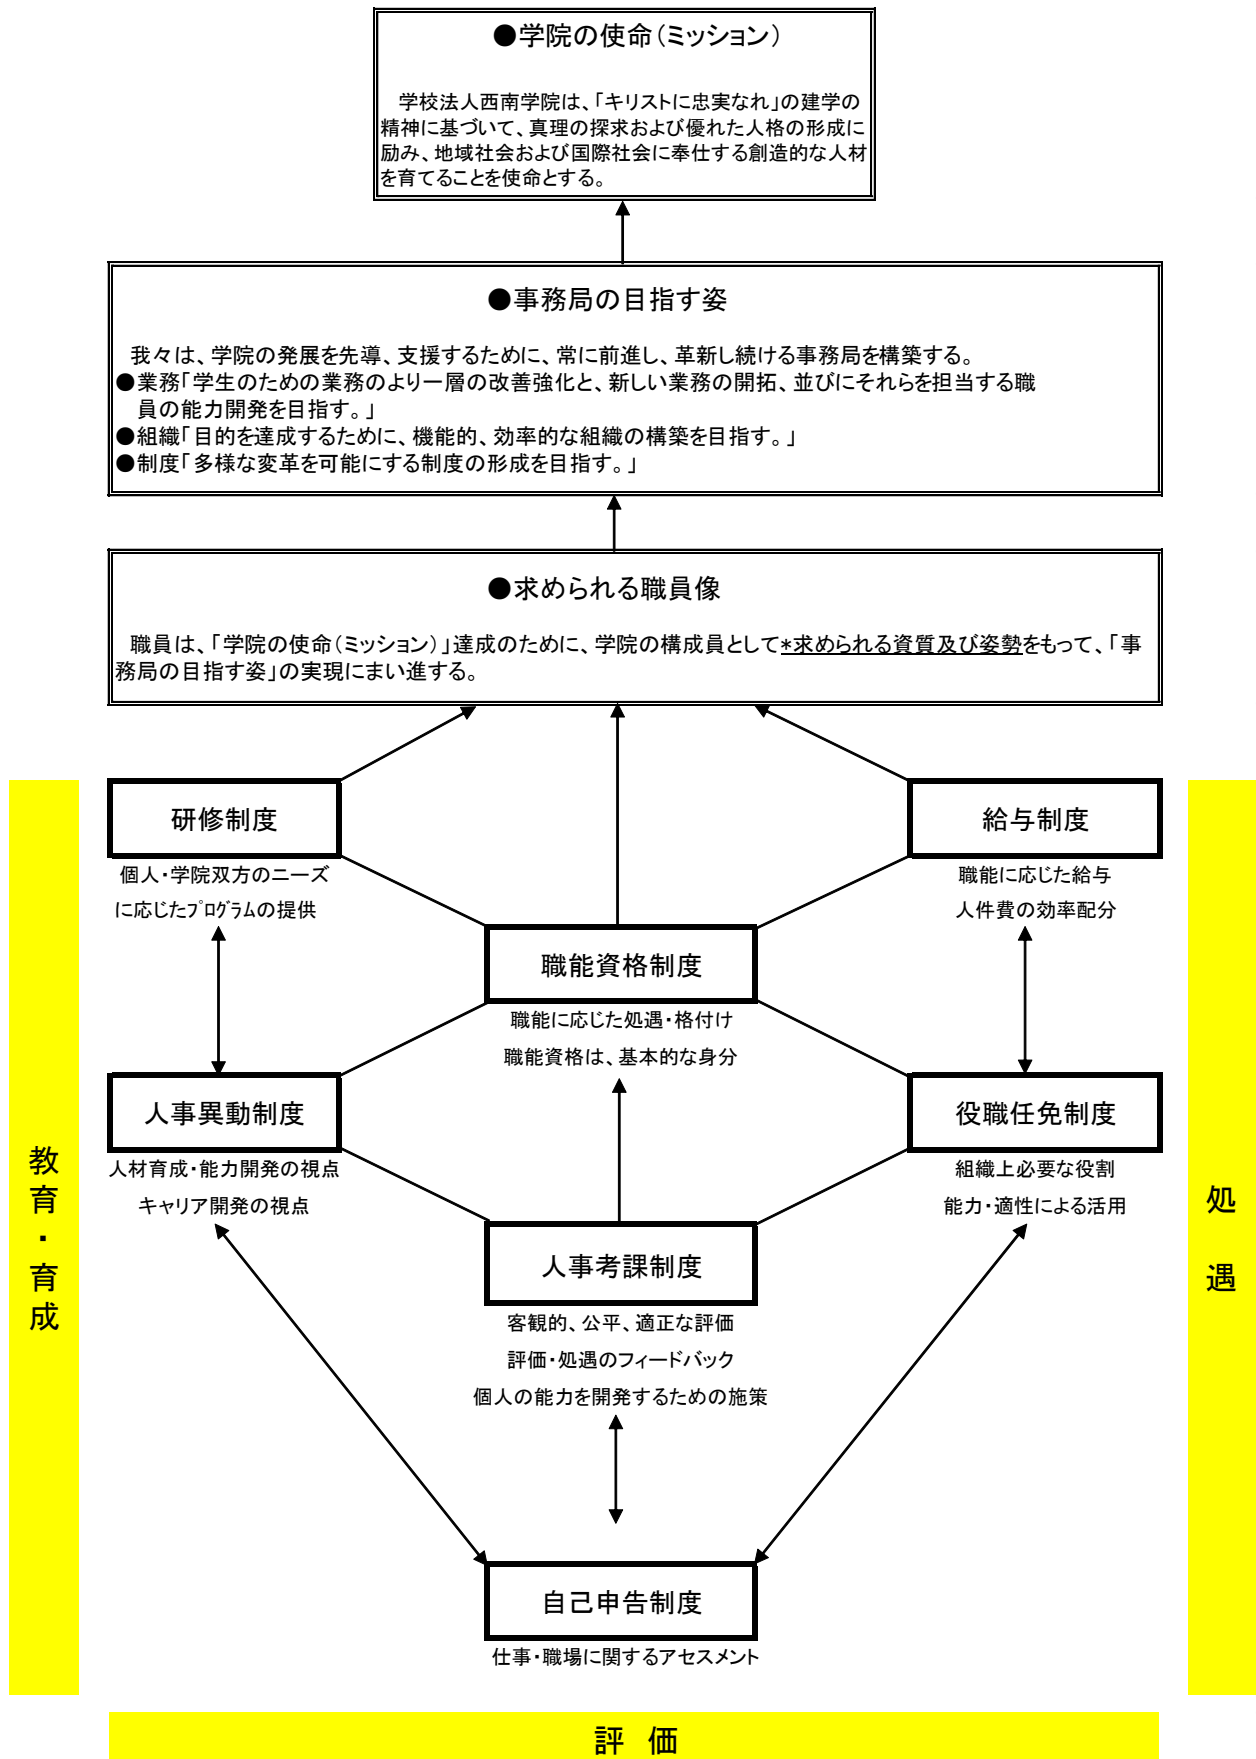 ●学院の使命（ミッション）
学校法人西南学院は、「キリストに忠実なれ」の建学の
精神に基づいて、真理の探求および優れた人格の形成に
励み、地域社会および国際社会に奉仕する創造的な人材
を育てることを使命とする。
●事務局の目指す姿
我々は、学院の発展を先導、支援するために、常に前進し、革新し続ける事務局を構築する。
●業務「学生のための業務のより一層の改善強化と、新しい業務の開拓、並びにそれらを担当する職
員の能力開発を目指す。」
●組織「目的を達成するために、機能的、効率的な組織の構築を目指す。」
●制度「多様な変革を可能にする制度の形成を目指す。」
●求められる職員像
職員は、「学院の使命（ミッション）」達成のために、学院の構成員として*求められる資質及び姿勢をもって、「事
務局の目指す姿」の実現にまい進する。
研修制度
個人・学院双方のニーズ
に応じたﾌﾟﾛｸﾞﾗﾑの提供
給与制度
職能に応じた給与
人件費の効率配分
職能資格制度
職能に応じた処遇・格付け
職能資格は、基本的な身分
人事異動制度
人材育成・能力開発の視点
キャリア開発の視点
役職任免制度
組織上必要な役割
能力・適性による活用
人事考課制度
客観的、公平、適正な評価
評価・処遇のフィードバック
個人の能力を開発するための施策
自己申告制度
仕事・職場に関するアセスメント
教育・育成
処遇
評価